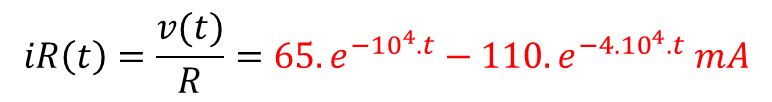 iR(t) = v(t)/R = 65.e^{-10^4.t} − 110.e^{-4.10^4.t} mA